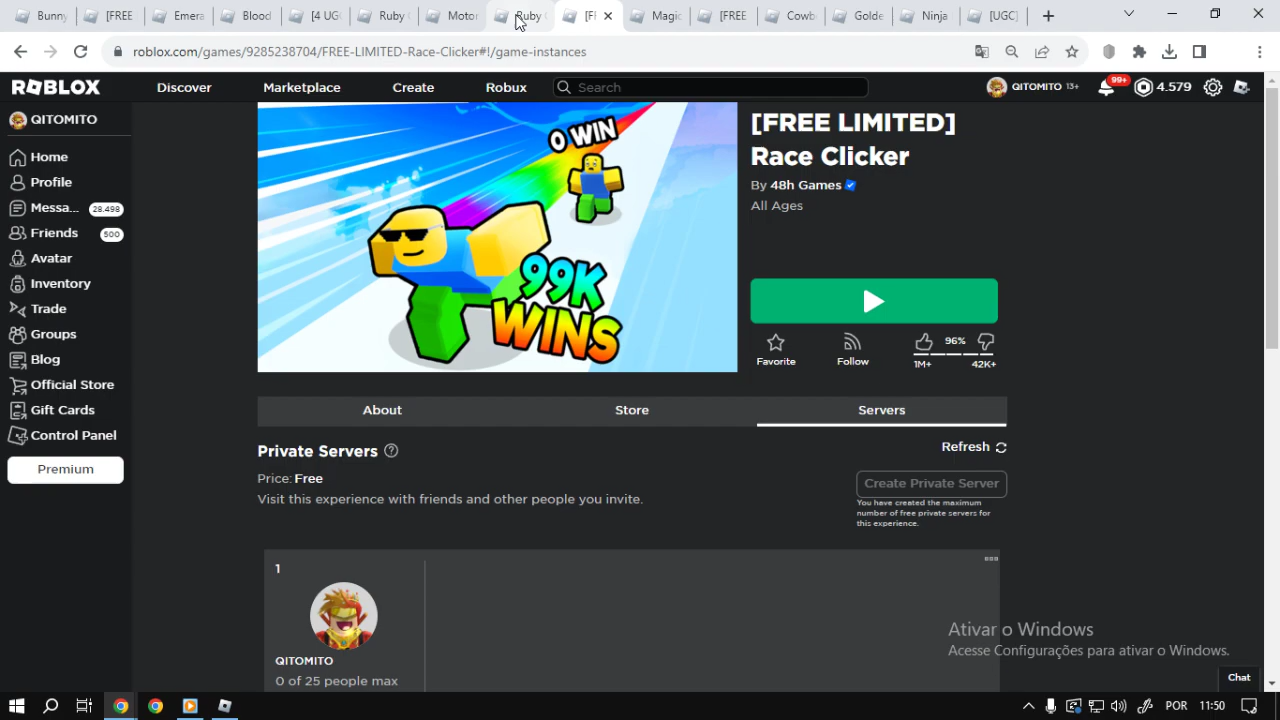 Bunny
[FREE
Emera
Blood
[4 UG
Ruby
Motor
Ruby
[FI
Magic
[FREE
Cowb
Golde
Ninja
[UGC]
roblox.com/games/9285238704/FREE-LIMITED-Race-Clicker#!/game-instances
ROBLOX
Discover
Marketplace
Create
Robux
Search
QITOMITO 13+
99+
4.579
QITOMITO
Home
Profile
Messa... 28.498
Friends 500
Avatar
Inventory
Trade
Groups
Blog
Official Store
Gift Cards
Control Panel
Premium
0 WIN
99K
WINS
[FREE LIMITED]
Race Clicker
By 48h Games
All Ages
Favorite
Follow
96%
1M+
42K+
About
Store
Servers
Private Servers
Refresh
Price: Free
Visit this experience with friends and other people you invite.
Create Private Server
You have created the maximum
number of free private servers for
this experience.
1
QITOMITO
0 of 25 people max
Ativar o Windows
Acesse Configurações para ativar o Windows.
Chat
POR
11:50